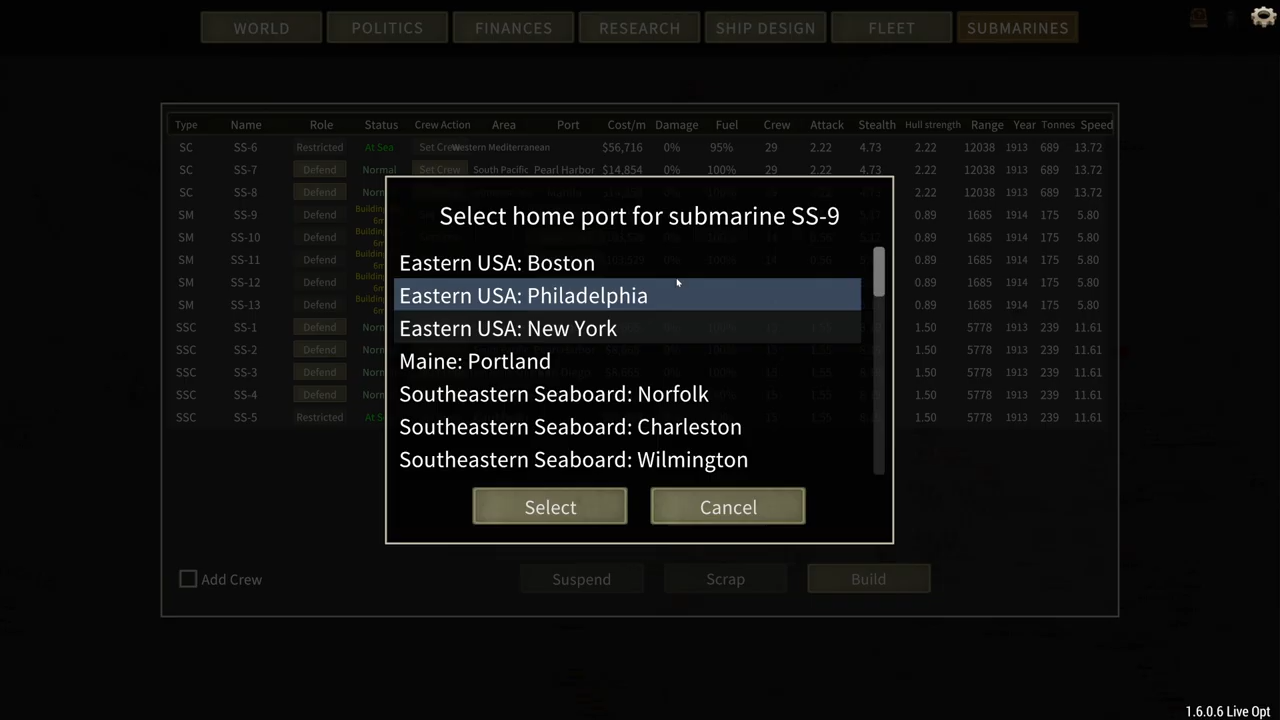 WORLD POLITICS FINANCES RESEARCH SHIP DESIGN FLEET SUBMARINES
Type Name Role Status Crew Action Area Port Cost/m Damage Fuel Crew Attack Stealth Hull strength Range Year Tonnes Speed
SC SS-6 Restricted At Sea Set Crew Western Mediterranean $56,716 0% 95% 29 2.22 4.73 2.22 12038 1913 689 13.72
SC SS-7 Defend Normal Set Crew South Pacific Pearl Harbor $14,854 0% 100% 29 2.22 4.73 2.22 12038 1913 689 13.72
SC SS-8 Defend 2.22 12038 1913 689 13.72
SM SS-9 Defend Building 0.89 1685 1914 175 5.80
SM SS-10 Defend Building 0.89 1685 1914 175 5.80
SM SS-11 Defend Building 0.89 1685 1914 175 5.80
SM SS-12 Defend Building 0.89 1685 1914 175 5.80
SM SS-13 Defend Building 0.89 1685 1914 175 5.80
SSC SS-1 Defend 1.50 5778 1913 239 11.61
SSC SS-2 Defend 1.50 5778 1913 239 11.61
SSC SS-3 Defend 1.50 5778 1913 239 11.61
SSC SS-4 Defend 1.50 5778 1913 239 11.61
SSC SS-5 Restricted 1.50 5778 1913 239 11.61
Select home port for submarine SS-9
Eastern USA: Boston
Eastern USA: Philadelphia
Eastern USA: New York
Maine: Portland
Southeastern Seaboard: Norfolk
Southeastern Seaboard: Charleston
Southeastern Seaboard: Wilmington
Select Cancel
Add Crew Suspend Scrap Build
1.6.0.6 Live Opt